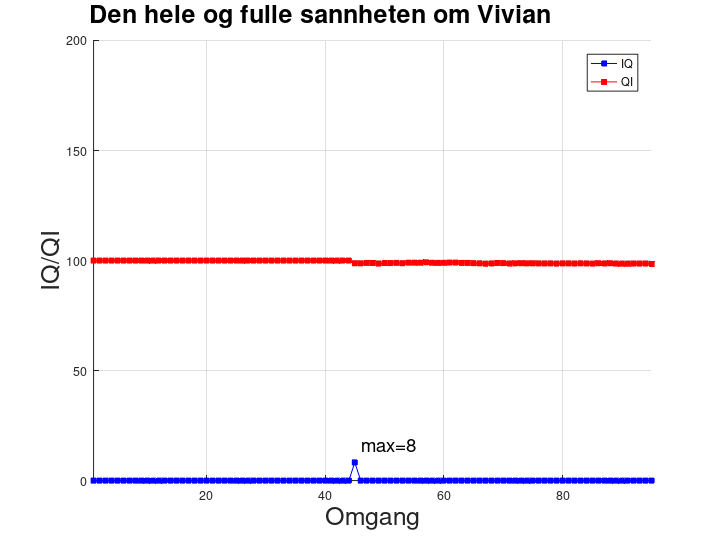 Den hele og fulle sannheten om Vivian
200
150
100
50
0
IQ/QI
IQ
QI
max=8
20 40 60 80
Omgang